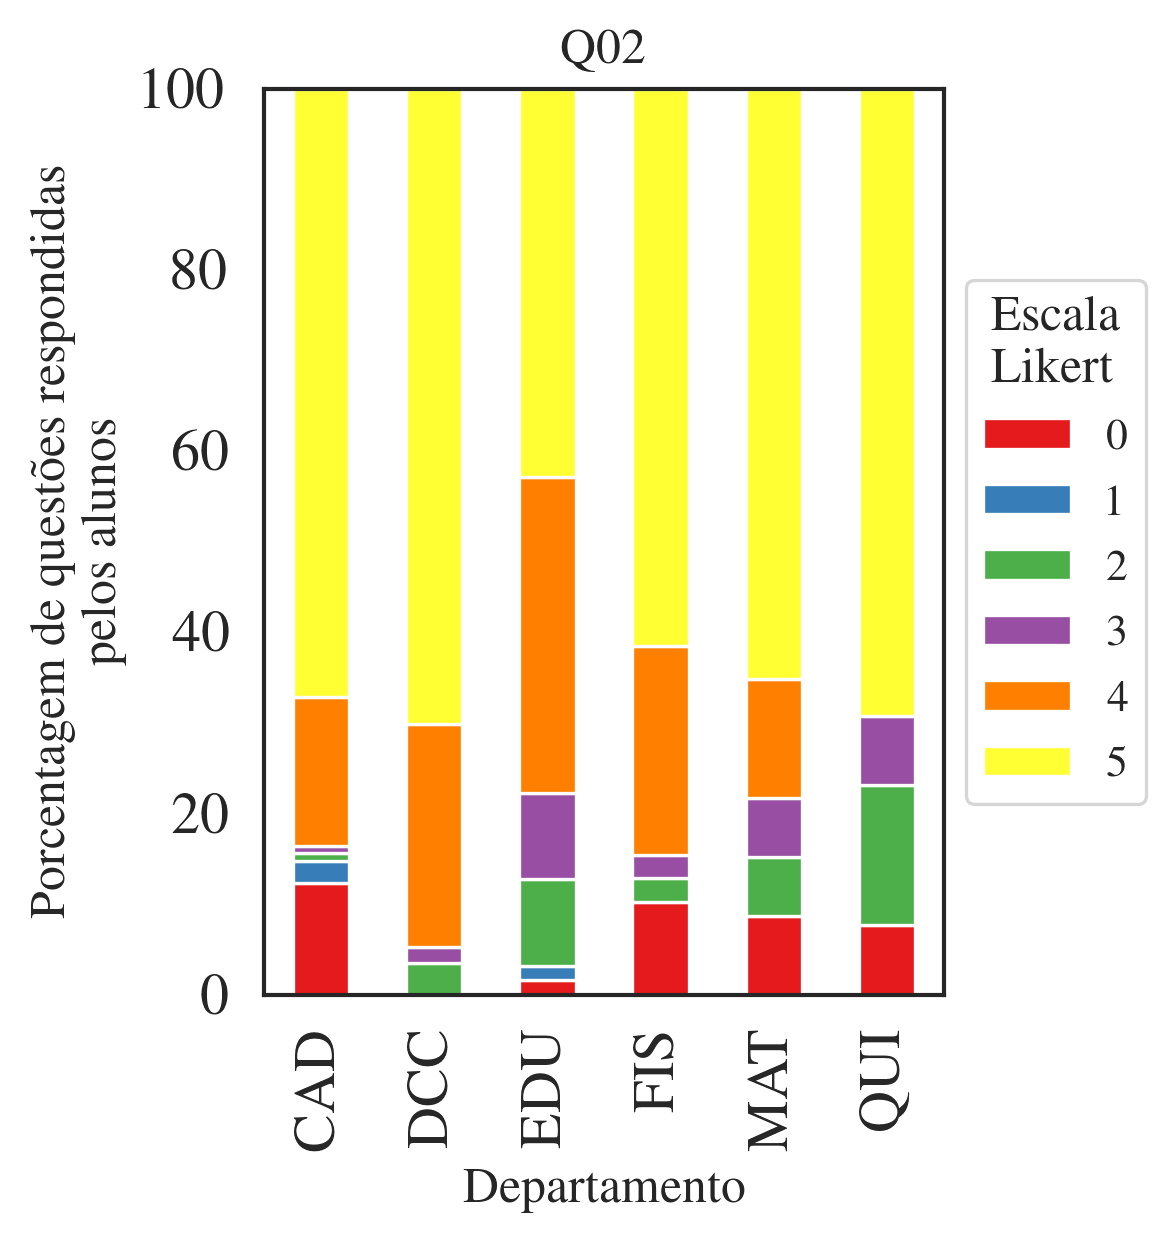 Q02
Porcentagem de questões respondidas
pelos alunos
100
80
60
40
20
0
CAD
DCC
EDU
FIS
MAT
QUI
Departamento
Escala
Likert
0
1
2
3
4
5